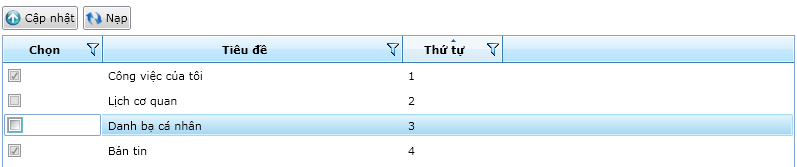 Cập nhật Nạp
Chọn Tiêu đề Thứ tự
Công việc của tôi 1
Lịch cơ quan 2
Danh bạ cá nhân 3
Bản tin 4